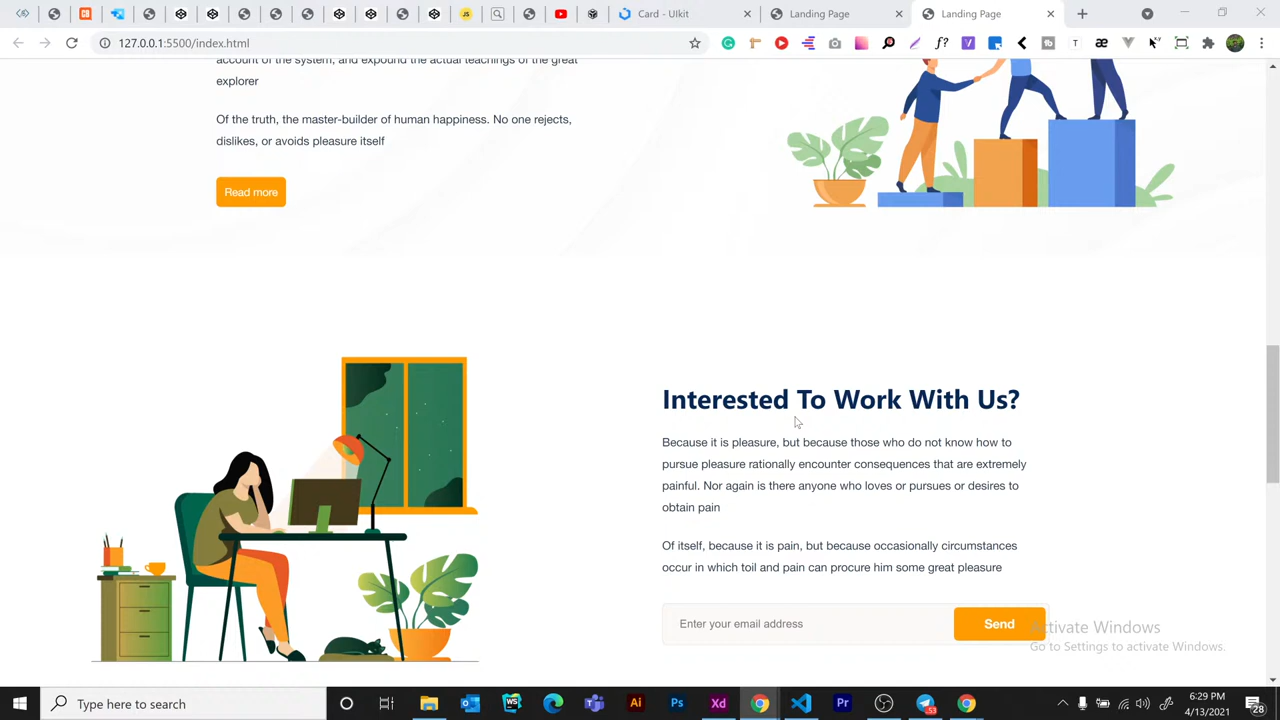 Card - UIkit
Landing Page
Landing Page
127.0.0.1:5500/index.html
account of the system, and expound the actual teachings of the great
explorer
Of the truth, the master-builder of human happiness. No one rejects,
dislikes, or avoids pleasure itself
Read more
Interested To Work With Us?
Because it is pleasure, but because those who do not know how to
pursue pleasure rationally encounter consequences that are extremely
painful. Nor again is there anyone who loves or pursues or desires to
obtain pain
Of itself, because it is pain, but because occasionally circumstances
occur in which toil and pain can procure him some great pleasure
Enter your email address
Send
Activate Windows
Go to Settings to activate Windows.
Type here to search
6:29 PM
4/13/2021
28